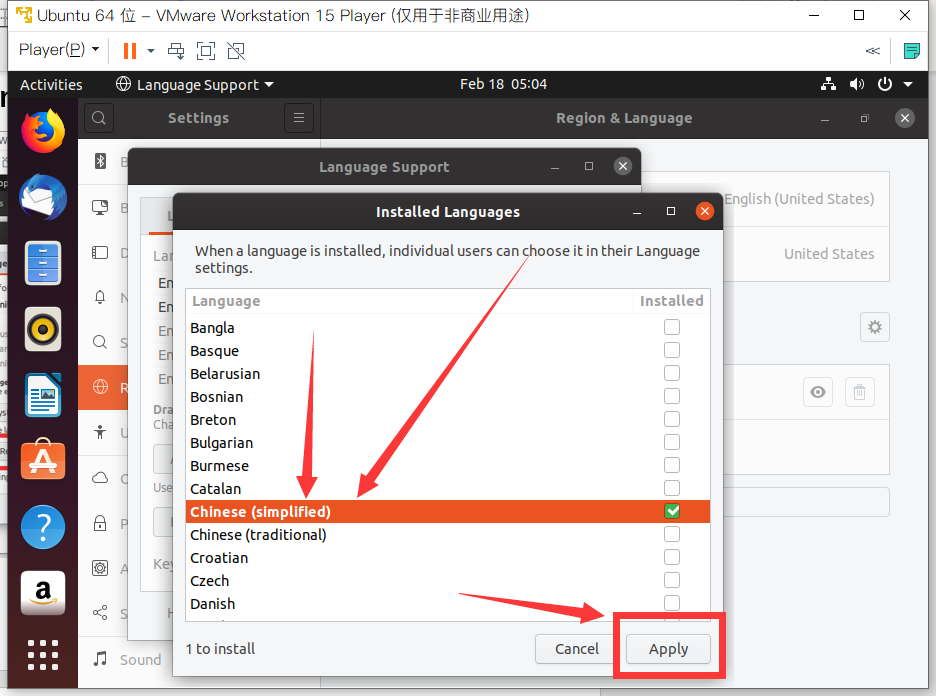 Ubuntu 64 位 – VMware Workstation 15 Player (仅用于非商业用途)
Player(P)
Activities
Language Support
Feb 18 05:04
Settings
Region & Language
Language Support
English (United States)
Installed Languages
When a language is installed, individual users can choose it in their Language
settings.
United States
Language
Installed
Bangla
Basque
Belarusian
Bosnian
Breton
Bulgarian
Burmese
Catalan
Chinese (simplified)
Chinese (traditional)
Croatian
Czech
Danish
1 to install
Cancel
Apply
Sound